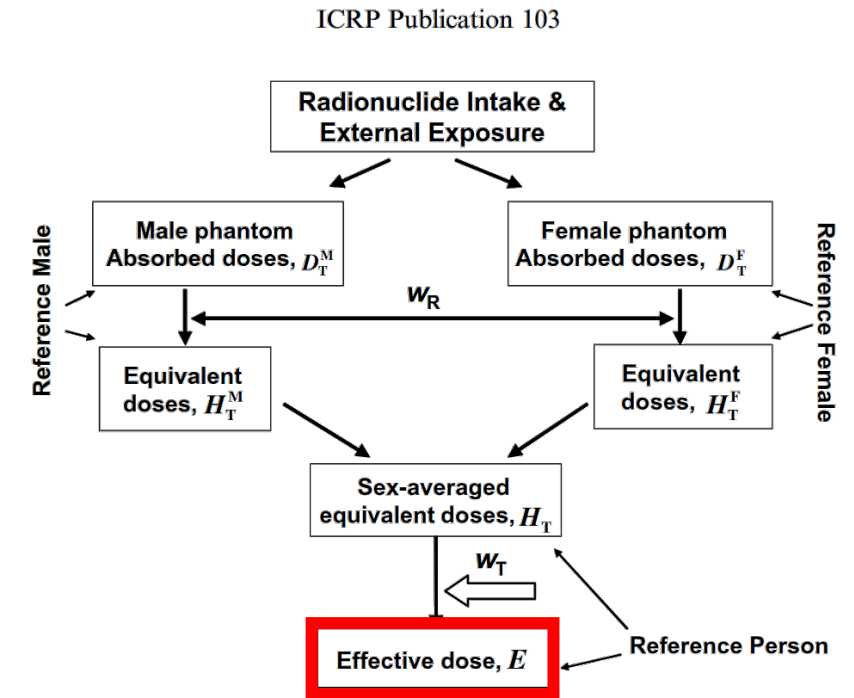 ICRP Publication 103
Radionuclide Intake &
External Exposure
Male phantom
Absorbed doses, D_T^M
Female phantom
Absorbed doses, D_T^F
Reference Male
w_R
Reference Female
Equivalent
doses, H_T^M
Equivalent
doses, H_T^F
Sex-averaged
equivalent doses, H_T
w_T
Effective dose, E
Reference Person